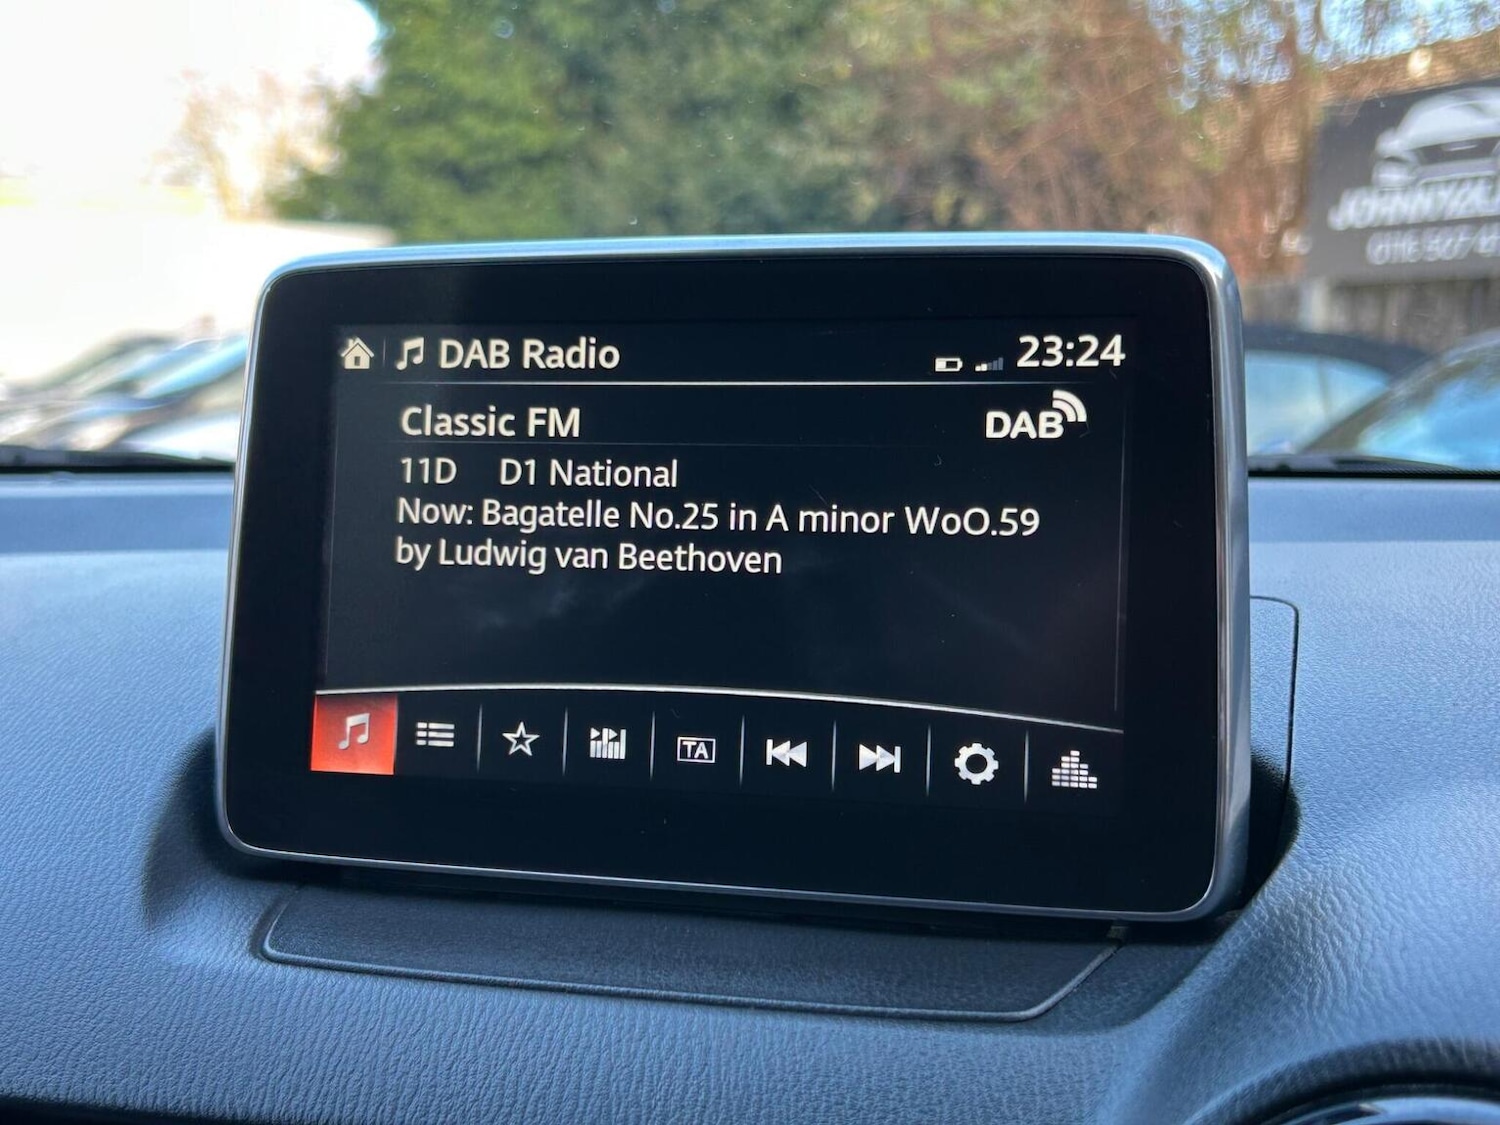 DAB Radio
23:24
Classic FM
DAB
11D D1 National
Now: Bagatelle No.25 in A minor WoO.59
by Ludwig van Beethoven
TA